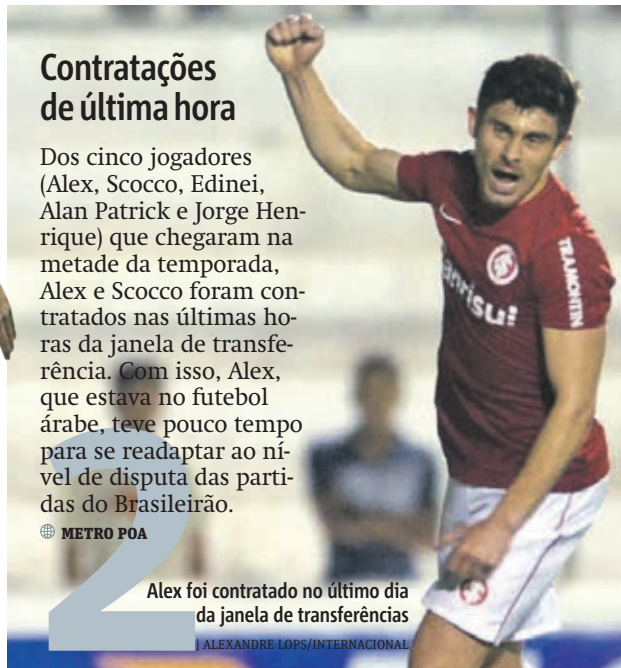 Contratações
de última hora
Dos cinco jogadores
(Alex, Scocco, Edinei,
Alan Patrick e Jorge Hen-
rique) que chegaram na
metade da temporada,
Alex e Scocco foram con-
tratados nas últimas ho-
ras da janela de transfe-
rência. Com isso, Alex,
que estava no futebol
árabe, teve pouco tempo
para se readaptar ao ní-
vel de disputa das parti-
das do Brasileirão.
METRO POA
2
Alex foi contratado no último dia
da janela de transferências
| ALEXANDRE LOPS/INTERNACIONAL
anrisul
TRAMONTIN